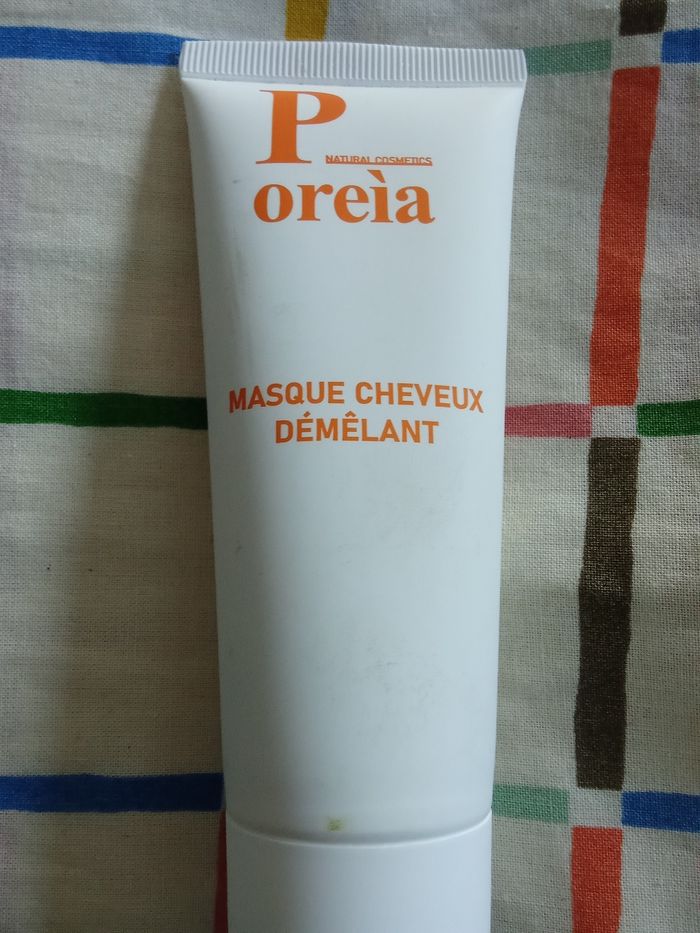 P
NATURAL COSMETICS
oreìa
MASQUE CHEVEUX
DÉMÊLANT